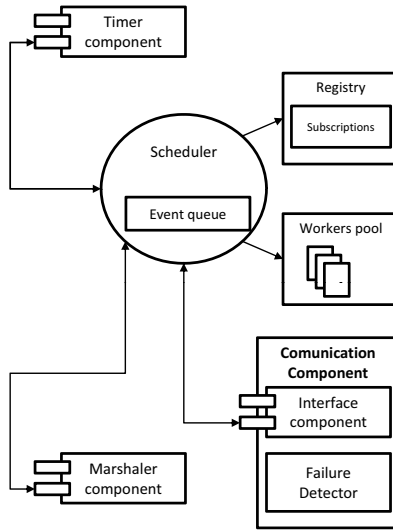 Timer
component
Registry
Subscriptions
Scheduler
Event queue
Workers pool
Comunication
Component
Interface
component
Failure
Detector
Marshaler
component